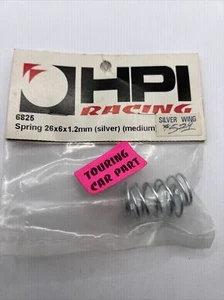 HPI
RACING
6825
Spring 26x6x1.2mm (silver) (medium)
SILVER WING
TOURING
CAR PART